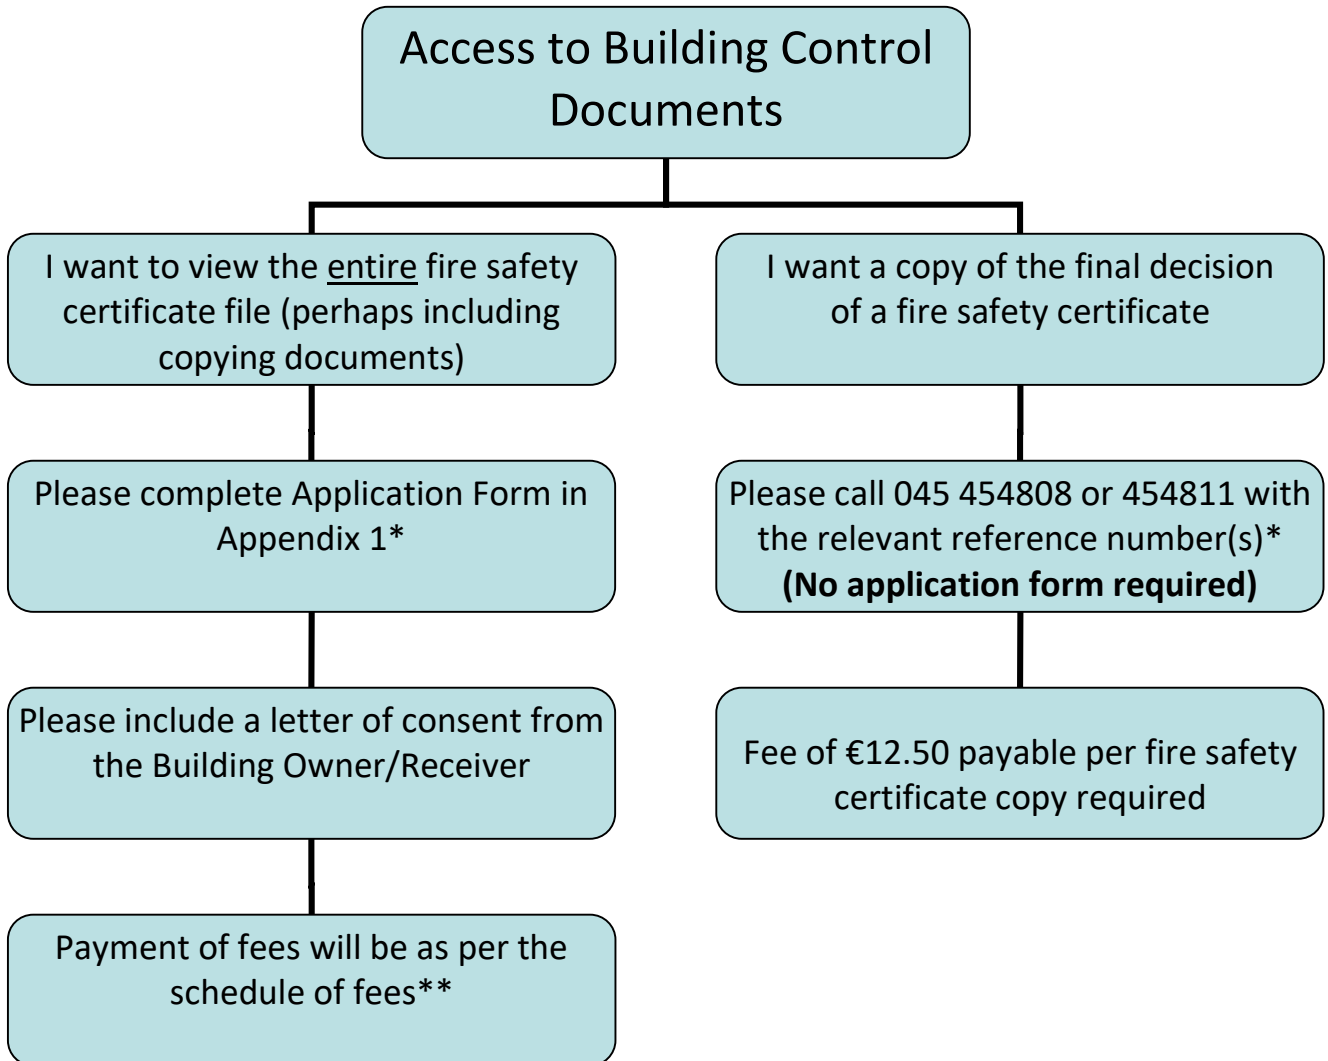 Access to Building Control
Documents
I want to view the entire fire safety
certificate file (perhaps including
copying documents)
Please complete Application Form in
Appendix 1*
Please include a letter of consent from
the Building Owner/Receiver
Payment of fees will be as per the
schedule of fees**
I want a copy of the final decision
of a fire safety certificate
Please call 045 454808 or 454811 with
the relevant reference number(s)*
(No application form required)
Fee of €12.50 payable per fire safety
certificate copy required